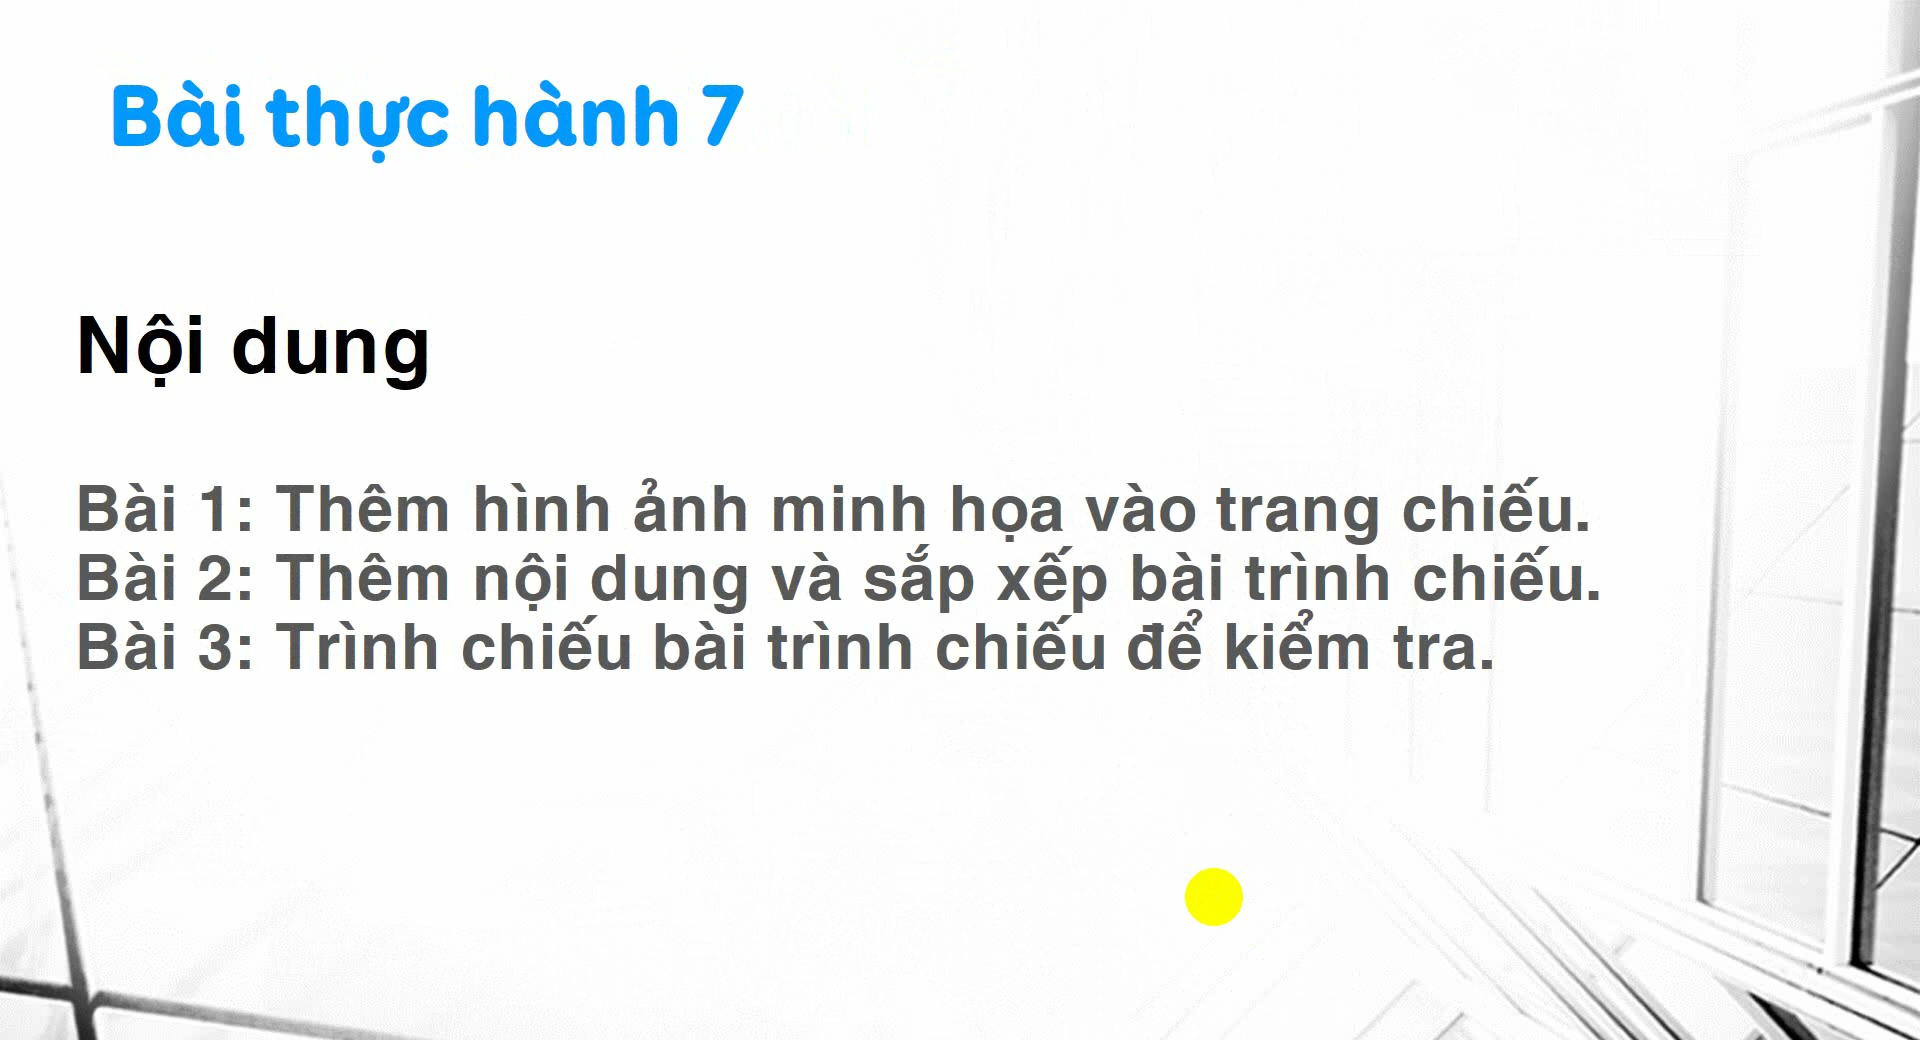 Bài thực hành 7
Nội dung
Bài 1: Thêm hình ảnh minh họa vào trang chiếu.
Bài 2: Thêm nội dung và sắp xếp bài trình chiếu.
Bài 3: Trình chiếu bài trình chiếu để kiểm tra.